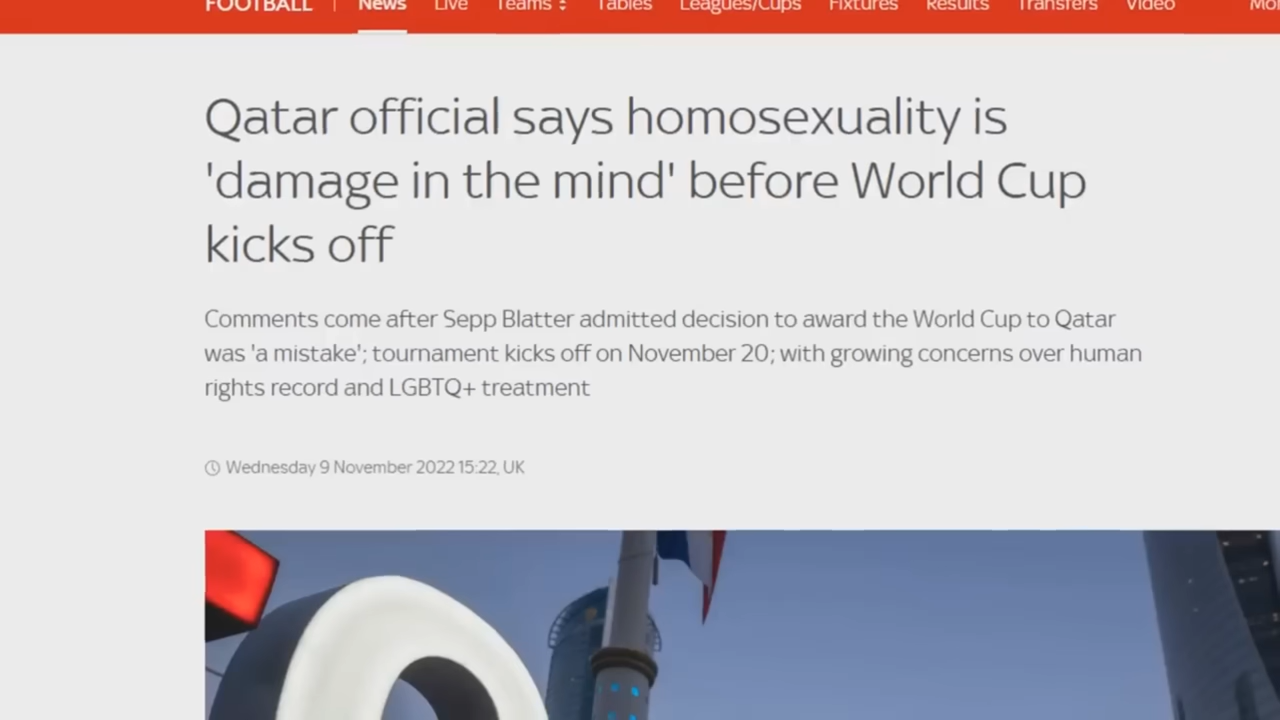 FOOTBALL News Live Teams Tables Leagues/Cups Fixtures Results Transfers Video
Qatar official says homosexuality is
'damage in the mind' before World Cup
kicks off
Comments come after Sepp Blatter admitted decision to award the World Cup to Qatar
was 'a mistake'; tournament kicks off on November 20; with growing concerns over human
rights record and LGBTQ+ treatment
Wednesday 9 November 2022 15:22, UK